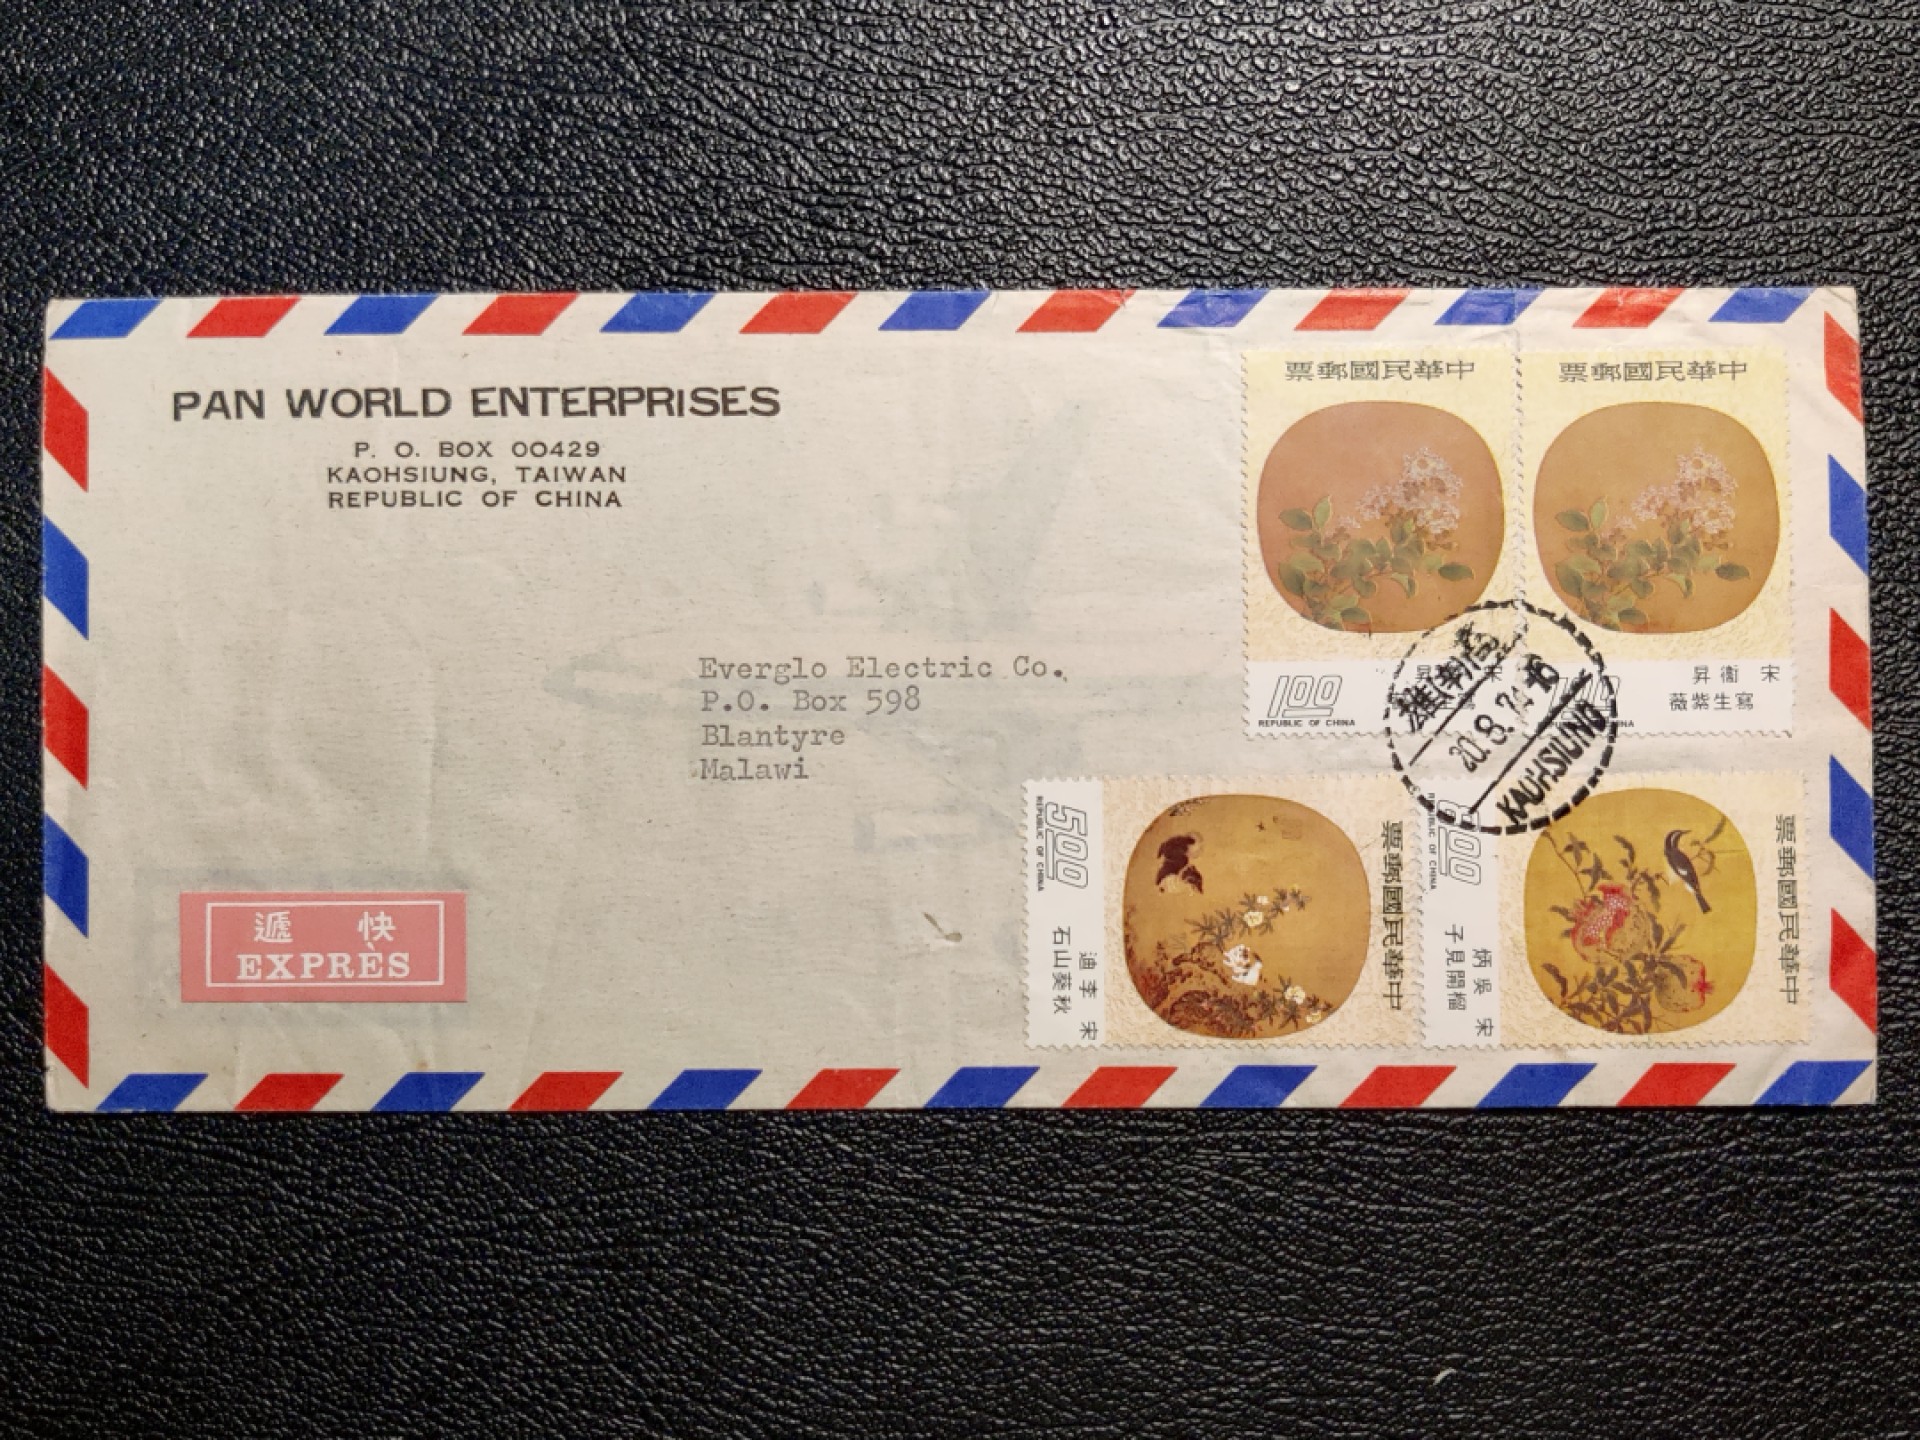 PAN WORLD ENTERPRISES
P. O. BOX 00429
KAOHSIUNG, TAIWAN
REPUBLIC OF CHINA
中華民國郵票
1.00
REPUBLIC OF CHINA
中華民國郵票
宋 衞昇
寫生紫薇
20.8.74.16
KAOHSIUNG
Everglo Electric Co.
P.O. Box 598
Blantyre
Malawi
快遞
EXPRÈS
中華民國郵票
5.00
REPUBLIC OF CHINA
宋 李迪
秋葵山石
中華民國郵票
8.00
REPUBLIC OF CHINA
宋 吳炳
榴開見子